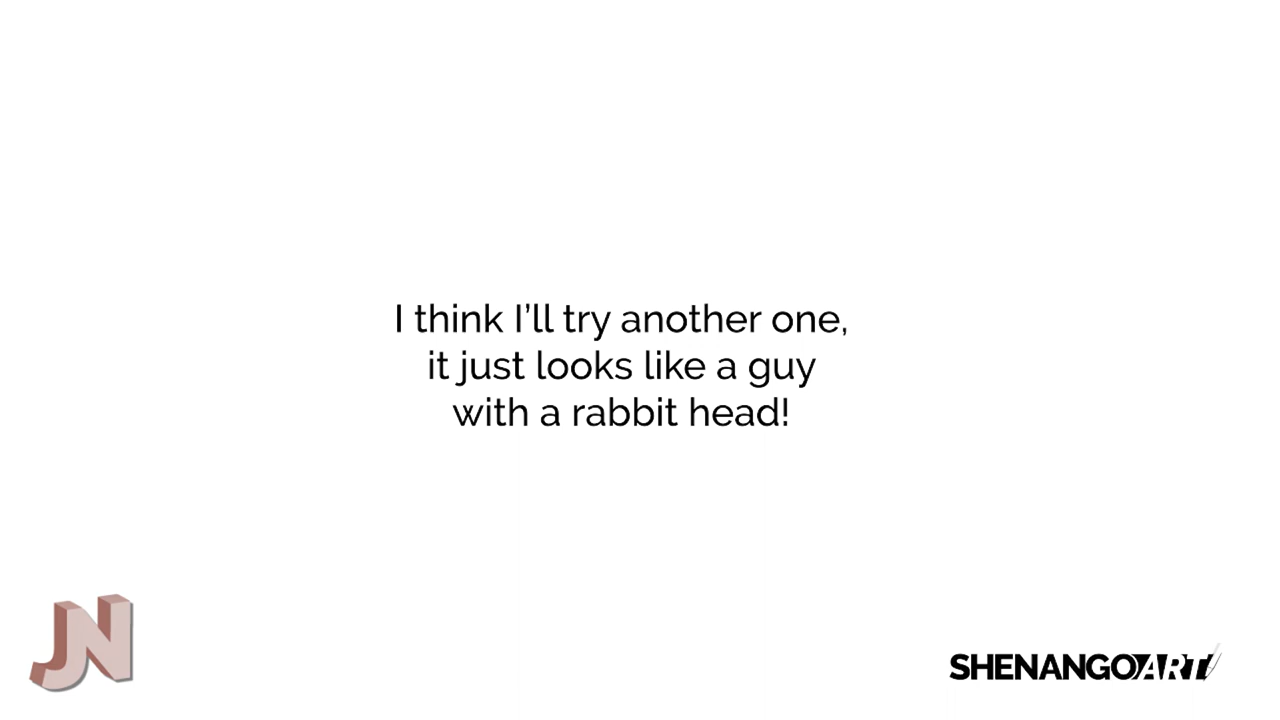 I think I’ll try another one,
it just looks like a guy
with a rabbit head!
JN
SHENANGOART